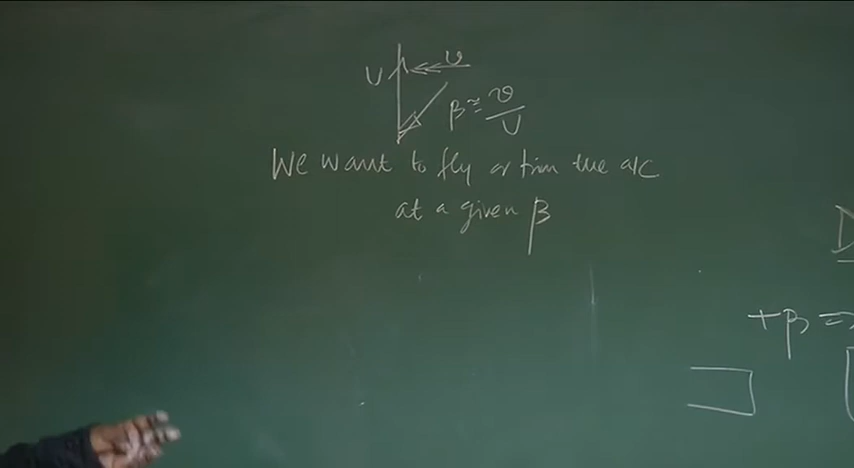 v
U
β ≃ v/U
We want to fly or trim the a/c
at a given β
D
+β ⇒